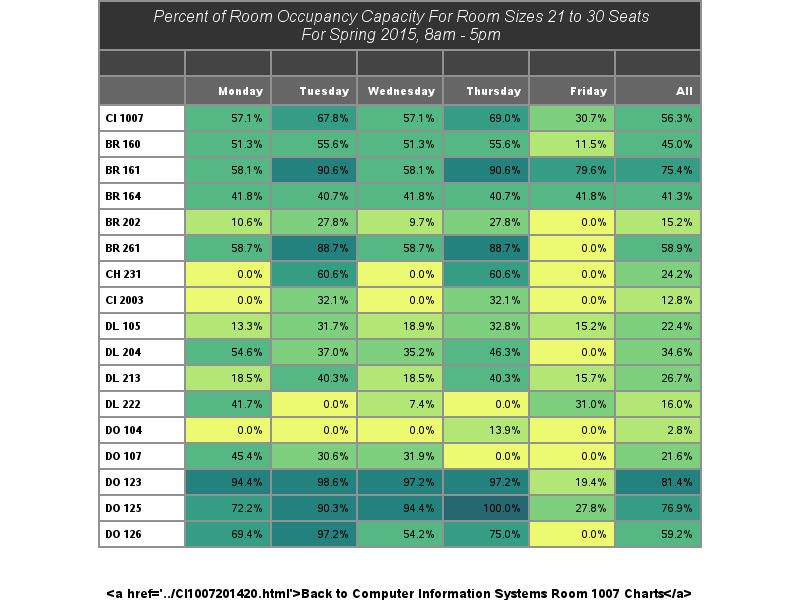 Percent of Room Occupancy Capacity For Room Sizes 21 to 30 Seats
For Spring 2015, 8am - 5pm
Monday Tuesday Wednesday Thursday Friday All
CI 1007 57.1% 67.8% 57.1% 69.0% 30.7% 56.3%
BR 160 51.3% 55.6% 51.3% 55.6% 11.5% 45.0%
BR 161 58.1% 90.6% 58.1% 90.6% 79.6% 75.4%
BR 164 41.8% 40.7% 41.8% 40.7% 41.8% 41.3%
BR 202 10.6% 27.8% 9.7% 27.8% 0.0% 15.2%
BR 261 58.7% 88.7% 58.7% 88.7% 0.0% 58.9%
CH 231 0.0% 60.6% 0.0% 60.6% 0.0% 24.2%
CI 2003 0.0% 32.1% 0.0% 32.1% 0.0% 12.8%
DL 105 13.3% 31.7% 18.9% 32.8% 15.2% 22.4%
DL 204 54.6% 37.0% 35.2% 46.3% 0.0% 34.6%
DL 213 18.5% 40.3% 18.5% 40.3% 15.7% 26.7%
DL 222 41.7% 0.0% 7.4% 0.0% 31.0% 16.0%
DO 104 0.0% 0.0% 0.0% 13.9% 0.0% 2.8%
DO 107 45.4% 30.6% 31.9% 0.0% 0.0% 21.6%
DO 123 94.4% 98.6% 97.2% 97.2% 19.4% 81.4%
DO 125 72.2% 90.3% 94.4% 100.0% 27.8% 76.9%
DO 126 69.4% 97.2% 54.2% 75.0% 0.0% 59.2%
<a href='../CI1007201420.html'>Back to Computer Information Systems Room 1007 Charts</a>